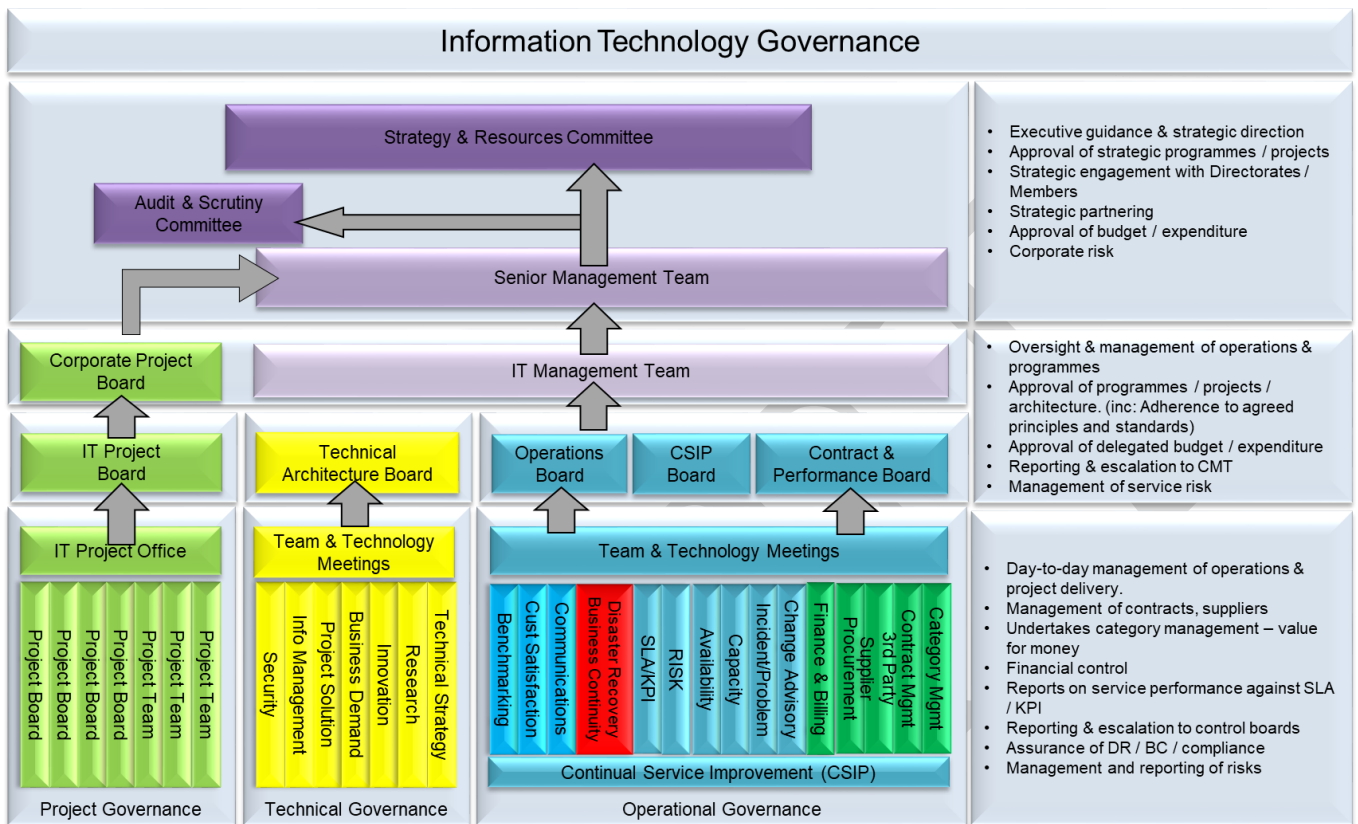 Information Technology Governance
Strategy & Resources Committee
Audit & Scrutiny
Committee
Senior Management Team
• Executive guidance & strategic direction
• Approval of strategic programmes / projects
• Strategic engagement with Directorates /
Members
• Strategic partnering
• Approval of budget / expenditure
• Corporate risk
Corporate Project
Board
IT Management Team
IT Project
Board
Technical
Architecture Board
Operations
Board
CSIP
Board
Contract &
Performance Board
• Oversight & management of operations &
programmes
• Approval of programmes / projects /
architecture. (inc: Adherence to agreed
principles and standards)
• Approval of delegated budget / expenditure
• Reporting & escalation to CMT
• Management of service risk
IT Project Office
Project Board
Project Board
Project Board
Project Board
Project Team
Project Team
Project Team
Project Governance
Team & Technology
Meetings
Security
Info Management
Project Solution
Business Demand
Innovation
Research
Technical Strategy
Technical Governance
Team & Technology Meetings
Benchmarking
Cust Satisfaction
Communications
Disaster Recovery
Business Continuity
SLA/KPI
RISK
Availability
Capacity
Incident/Problem
Change Advisory
Finance & Billing
Procurement
Supplier
3rd Party
Contract Mgmt
Category Mgmt
Continual Service Improvement (CSIP)
Operational Governance
• Day-to-day management of operations &
project delivery.
• Management of contracts, suppliers
• Undertakes category management – value
for money
• Financial control
• Reports on service performance against SLA
/ KPI
• Reporting & escalation to control boards
• Assurance of DR / BC / compliance
• Management and reporting of risks